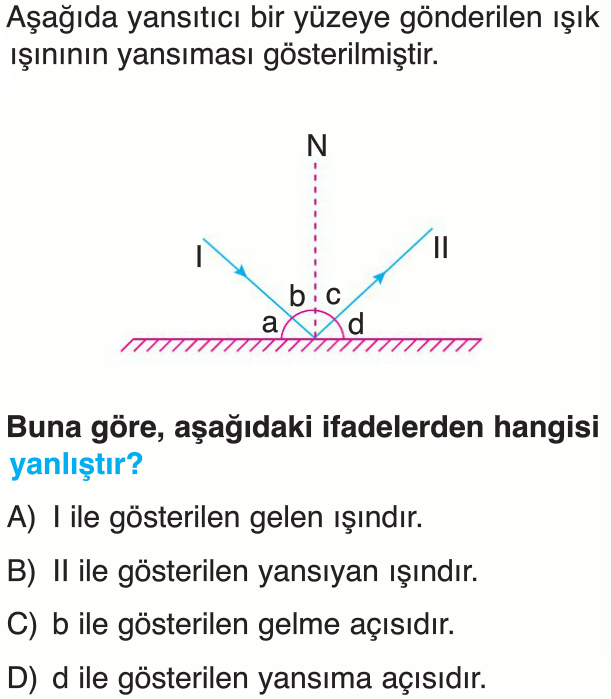 Aşağıda yansıtıcı bir yüzeye gönderilen ışık
ışınının yansıması gösterilmiştir.
N
I
II
b
c
a
d
Buna göre, aşağıdaki ifadelerden hangisi
yanlıştır?
A) I ile gösterilen gelen ışındır.
B) II ile gösterilen yansıyan ışındır.
C) b ile gösterilen gelme açısıdır.
D) d ile gösterilen yansıma açısıdır.